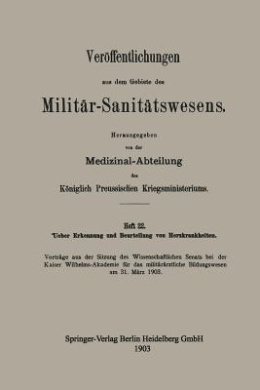 Veröffentlichungen
aus dem Gebiete des
Militär-Sanitätswesens.
Herausgegeben
von der
Medizinal-Abteilung
des
Königlich Preussischen Kriegsministeriums.
Heft 22.
Ueber Erkennung und Beurteilung von Herzkrankheiten.
Vorträge aus der Sitzung des Wissenschaftlichen Senats bei der
Kaiser Wilhelms-Akademie für das militärärztliche Bildungswesen
am 31. März 1903.
Springer-Verlag Berlin Heidelberg GmbH
1903